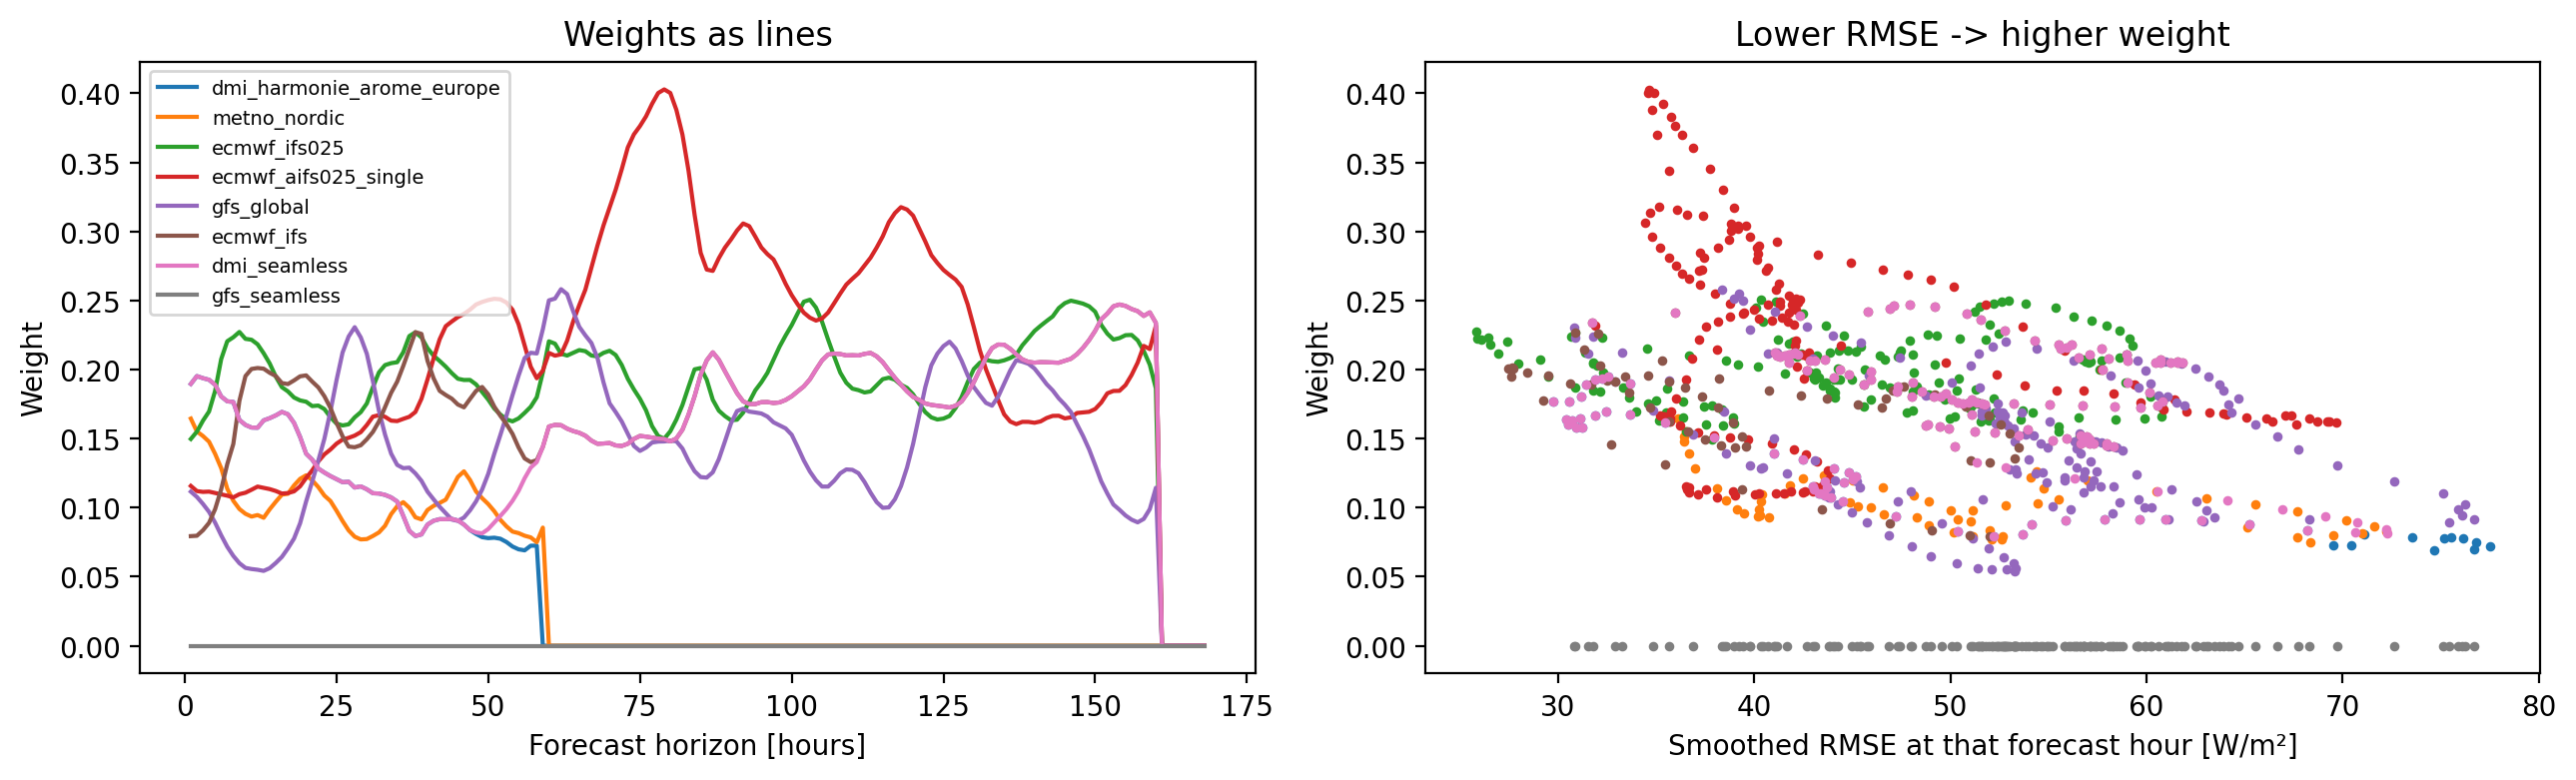 Weights as lines
0.40
0.35
0.30
0.25
0.20
0.15
0.10
0.05
0.00
Weight
dmi_harmonie_arome_europe
metno_nordic
ecmwf_ifs025
ecmwf_aifs025_single
gfs_global
ecmwf_ifs
dmi_seamless
gfs_seamless
0 25 50 75 100 125 150 175
Forecast horizon [hours]
Lower RMSE -> higher weight
0.40
0.35
0.30
0.25
0.20
0.15
0.10
0.05
0.00
Weight
30 40 50 60 70 80
Smoothed RMSE at that forecast hour [W/m²]